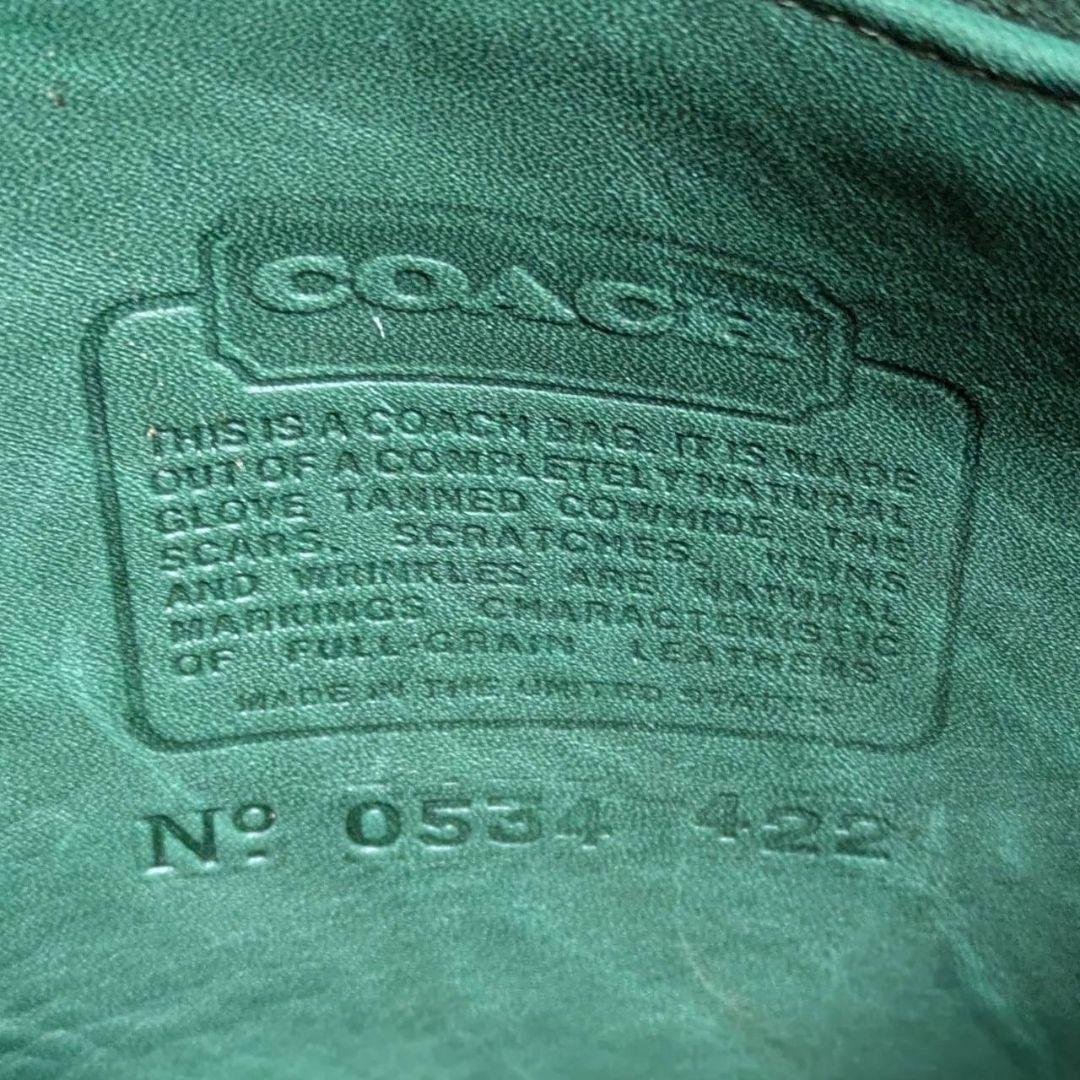 COACH
THIS IS A COACH BAG. IT IS MADE
OUT OF A COMPLETELY NATURAL
GLOVE TANNED COWHIDE, THE
SCARS, SCRATCHES, VEINS
AND WRINKLES ARE NATURAL
MARKINGS CHARACTERISTIC
OF FULL-GRAIN LEATHERS
MADE IN THE UNITED STATES
Nº 0534 422